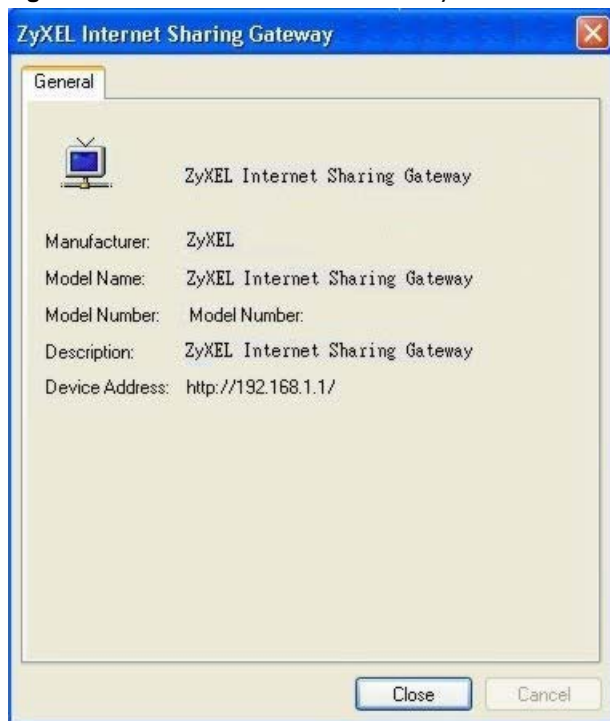 ZyXEL Internet Sharing Gateway
General
ZyXEL Internet Sharing Gateway
Manufacturer: ZyXEL
Model Name: ZyXEL Internet Sharing Gateway
Model Number: Model Number:
Description: ZyXEL Internet Sharing Gateway
Device Address: http://192.168.1.1/
Close Cancel